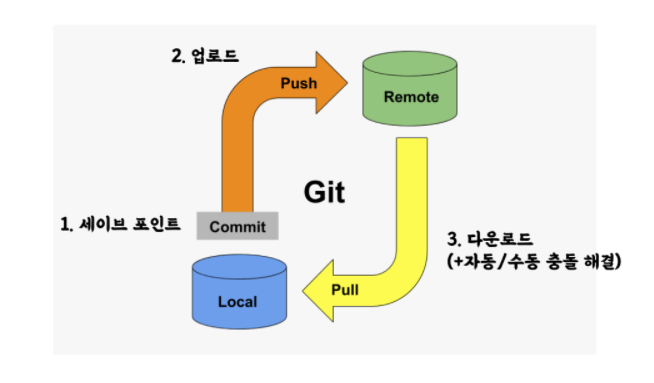 2. 업로드
Push
Remote
Git
1. 세이브 포인트
Commit
3. 다운로드
(+자동/수동 충돌 해결)
Pull
Local